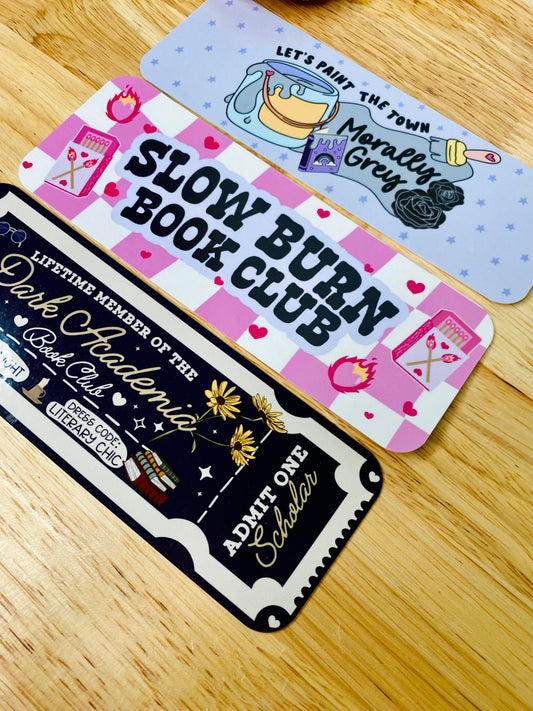 LET'S PAINT THE TOWN
Morally
Grey
SLOW BURN
BOOK CLUB
LIFETIME MEMBER OF THE
Dark Academia
Book Club
DRESS CODE:
LITERARY CHIC
ADMIT ONE
Scholar